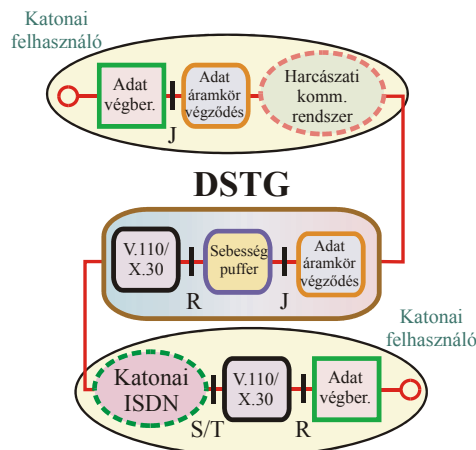 Katonai
felhasználó
Adat
végber.
J
Adat
áramkör
végződés
Harcászati
komm.
rendszer
DSTG
V.110/
X.30
R
Sebesség
puffer
J
Adat
áramkör
végződés
Katonai
felhasználó
Katonai
ISDN
S/T
V.110/
X.30
R
Adat
végber.